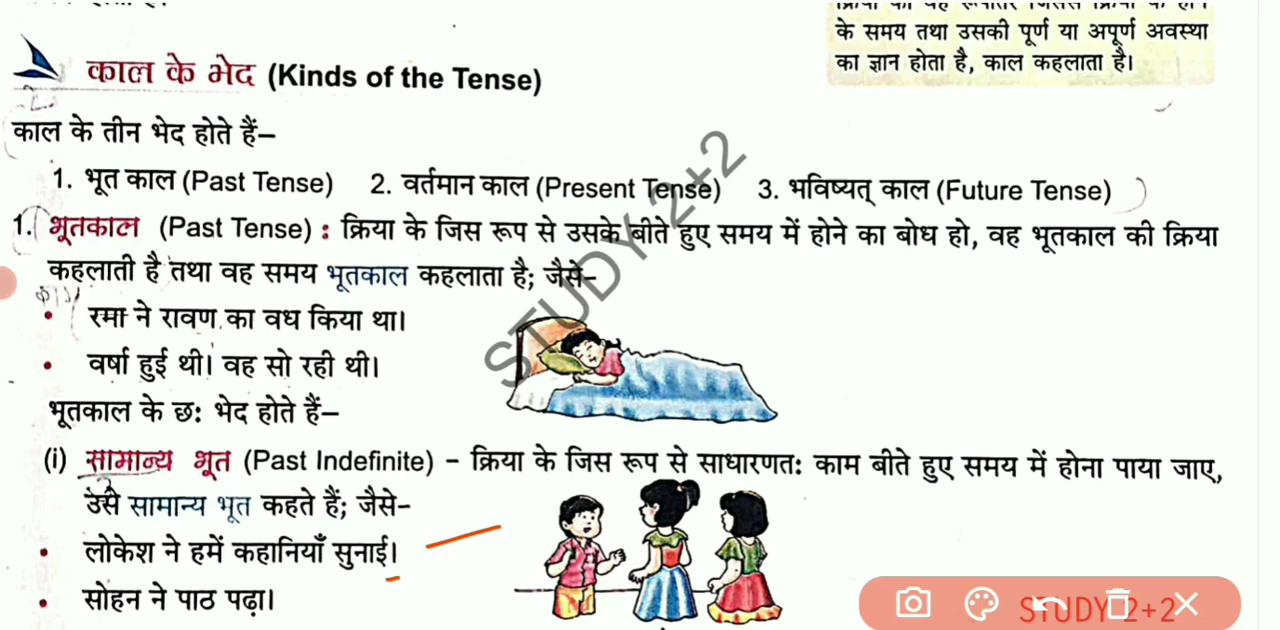 के समय तथा उसकी पूर्ण या अपूर्ण अवस्था
का ज्ञान होता है, काल कहलाता है।
काल के भेद (Kinds of the Tense)
काल के तीन भेद होते हैं–
1. भूत काल (Past Tense) 2. वर्तमान काल (Present Tense) 3. भविष्यत् काल (Future Tense)
1. भूतकाल (Past Tense) : क्रिया के जिस रूप से उसके बीते हुए समय में होने का बोध हो, वह भूतकाल की क्रिया
कहलाती है तथा वह समय भूतकाल कहलाता है; जैसे–
• रमा ने रावण का वध किया था।
• वर्षा हुई थी। वह सो रही थी।
भूतकाल के छः भेद होते हैं–
(i) सामान्य भूत (Past Indefinite) – क्रिया के जिस रूप से साधारणतः काम बीते हुए समय में होना पाया जाए,
उसे सामान्य भूत कहते हैं; जैसे–
• लोकेश ने हमें कहानियाँ सुनाई।
• सोहन ने पाठ पढ़ा।
STUDY 2+2
STUDY 2+2